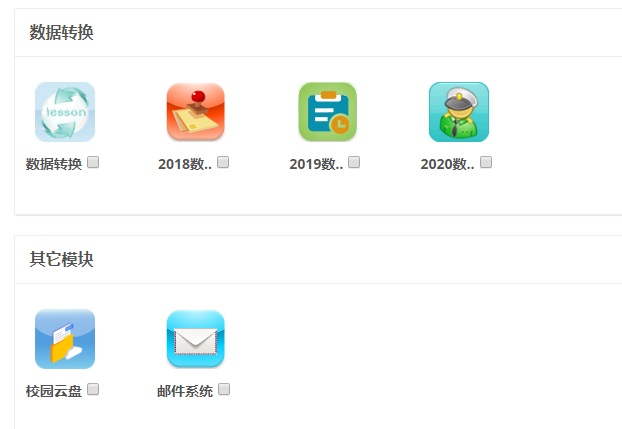 数据转换
lesson
数据转换
2018数..
2019数..
2020数..
其它模块
校园云盘
邮件系统